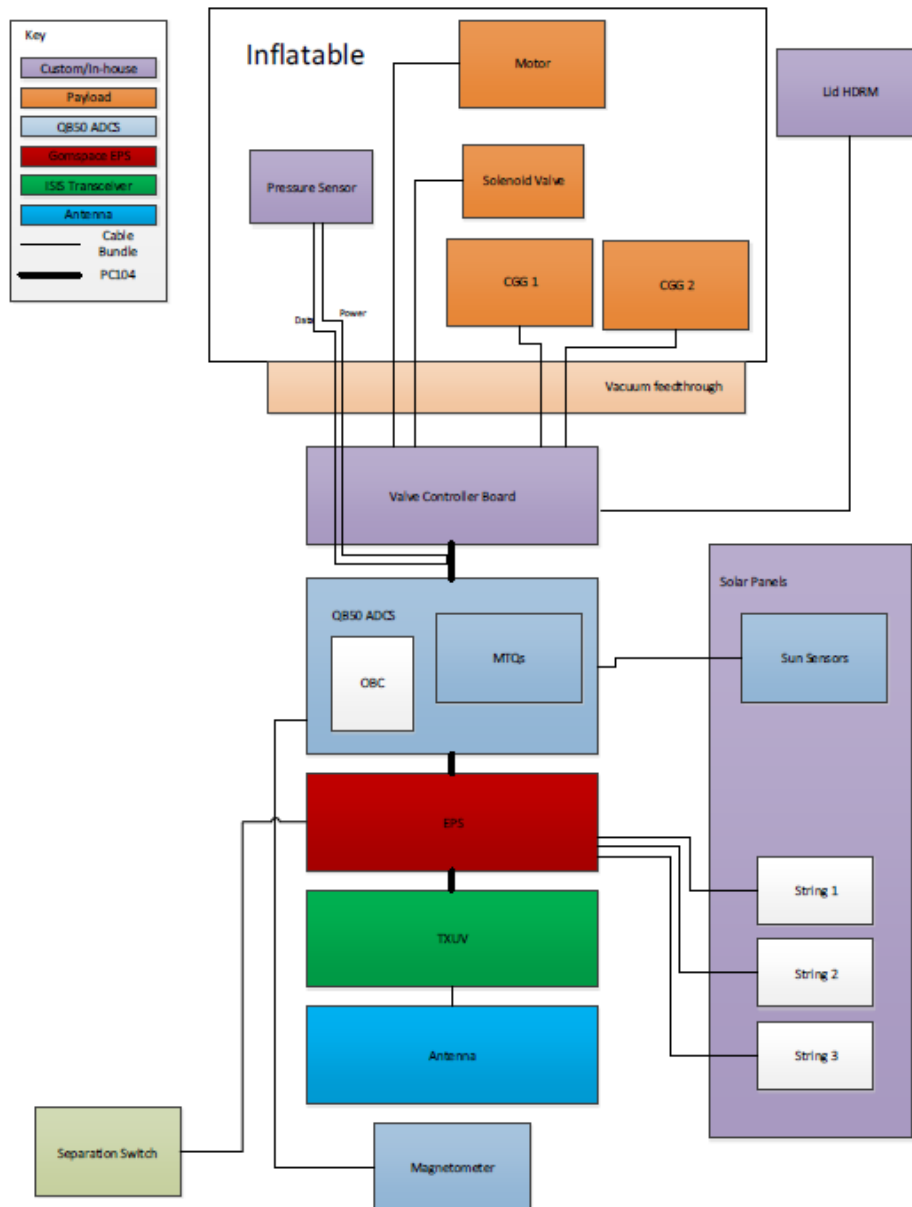 Key
Custom/In-house
Payload
QB50 ADCS
Gomspace EPS
ISIS Transceiver
Antenna
Cable
Bundle
PC104
Inflatable
Motor
Lid HDRM
Pressure Sensor
Solenoid Valve
CGG 1
CGG 2
Data
Power
Vacuum feedthrough
Valve Controller Board
QB50 ADCS
OBC
MTQs
Solar Panels
Sun Sensors
EPS
String 1
TXUV
String 2
Antenna
String 3
Separation Switch
Magnetometer